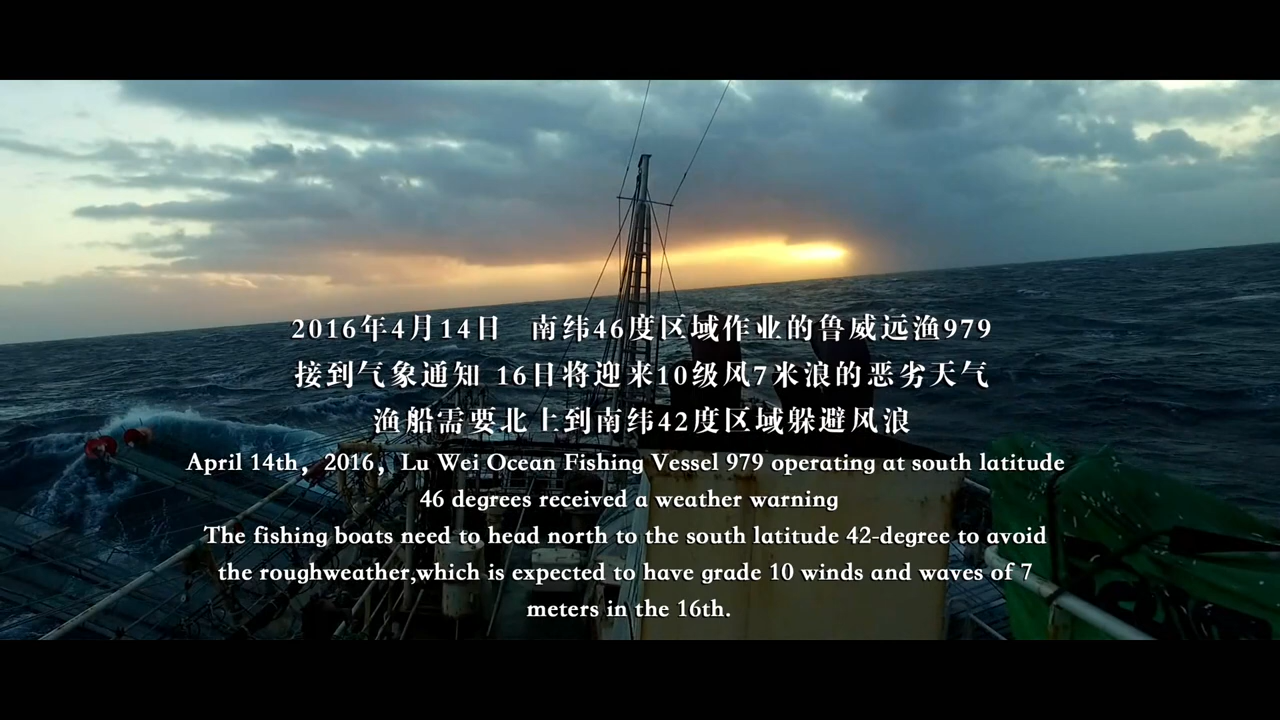 2016年4月14日 南纬46度区域作业的鲁威远渔979
接到气象通知 16日将迎来10级风7米浪的恶劣天气
渔船需要北上到南纬42度区域躲避风浪
April 14th，2016，Lu Wei Ocean Fishing Vessel 979 operating at south latitude
46 degrees received a weather warning
The fishing boats need to head north to the south latitude 42-degree to avoid
the roughweather,which is expected to have grade 10 winds and waves of 7
meters in the 16th.